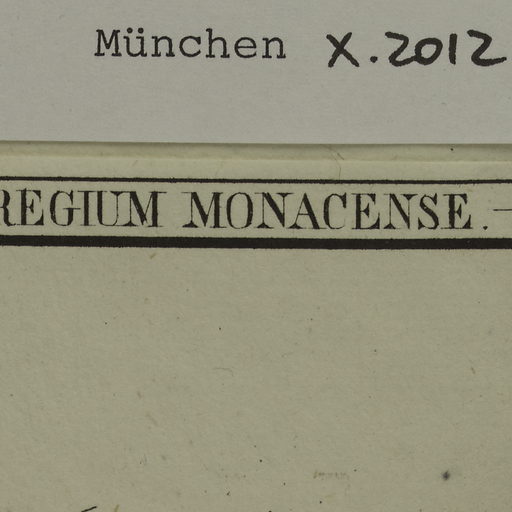 München X.2012
REGIUM MONACENSE. —